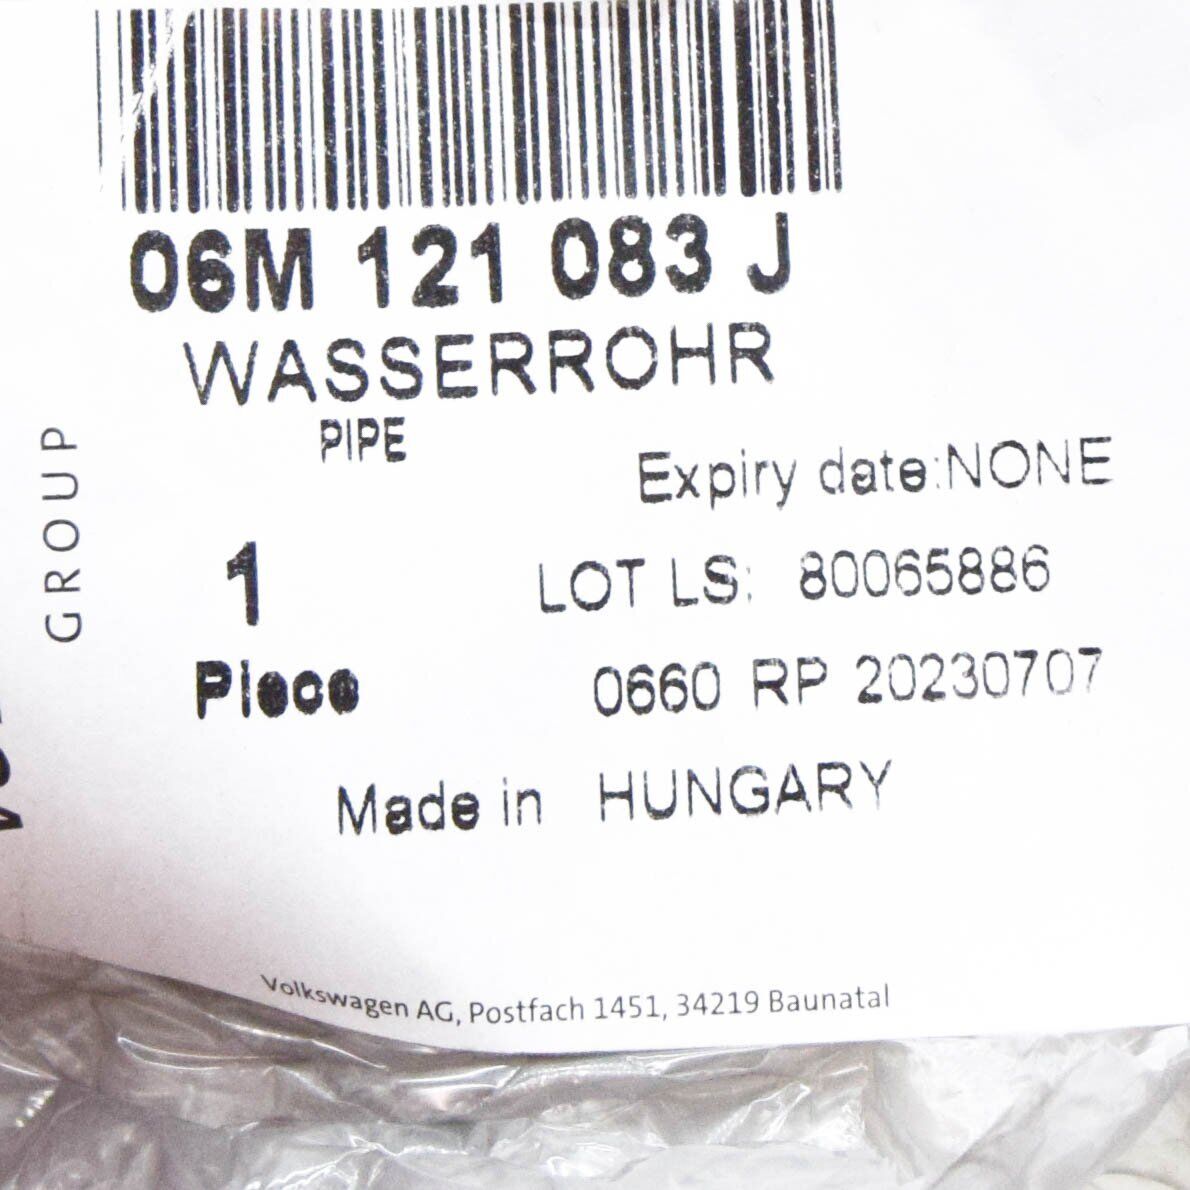 06M 121 083 J
WASSERROHR
PIPE
Expiry date:NONE
1
LOT LS: 80065886
Piece
0660 RP 20230707
Made in HUNGARY
GROUP
Volkswagen AG, Postfach 1451, 34219 Baunatal